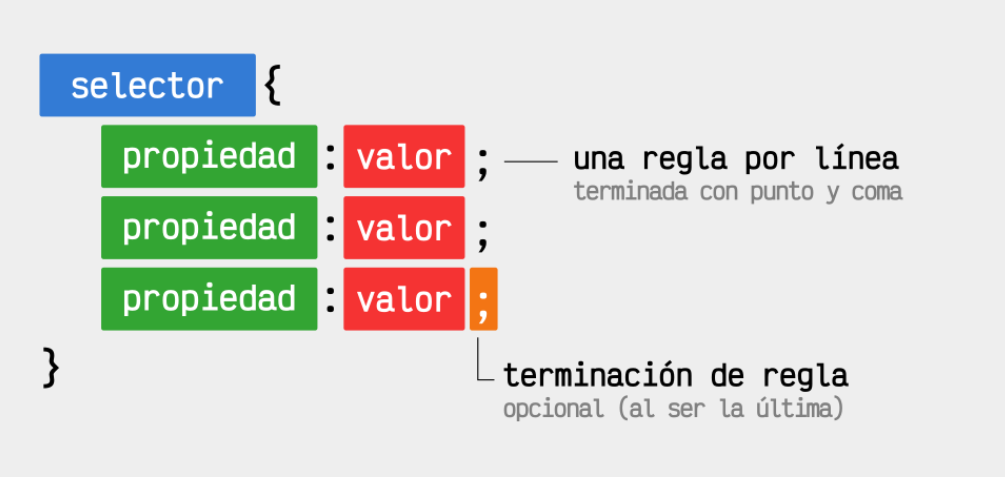 selector {
propiedad : valor ; una regla por línea
terminada con punto y coma
propiedad : valor ;
propiedad : valor ;
}
terminación de regla
opcional (al ser la última)